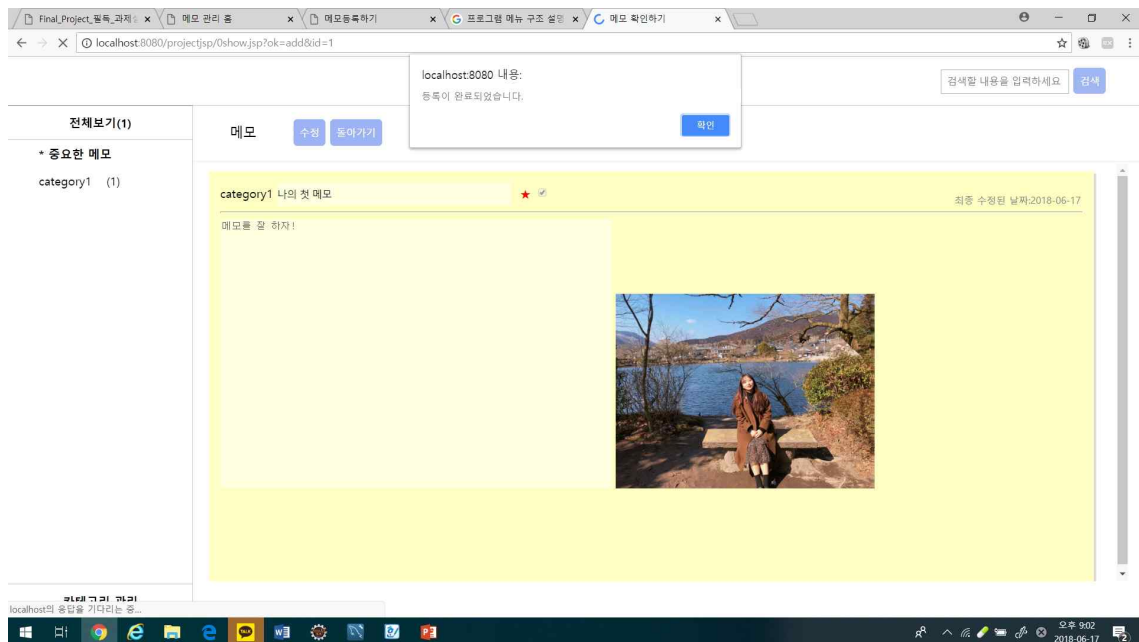 Final_Project_필독_과제
메모 관리 홈
메모등록하기
프로그램 메뉴 구조 설명
메모 확인하기
localhost:8080/projectjsp/0show.jsp?ok=add&id=1
localhost:8080 내용:
등록이 완료되었습니다.
확인
검색할 내용을 입력하세요
검색
전체보기(1)
* 중요한 메모
category1 (1)
메모
수정
돌아가기
category1 나의 첫 메모
★
최종 수정된 날짜:2018-06-17
메모를 잘 하자!
카테고리 관리
localhost의 응답을 기다리는 중...
오후 9:02
2018-06-17